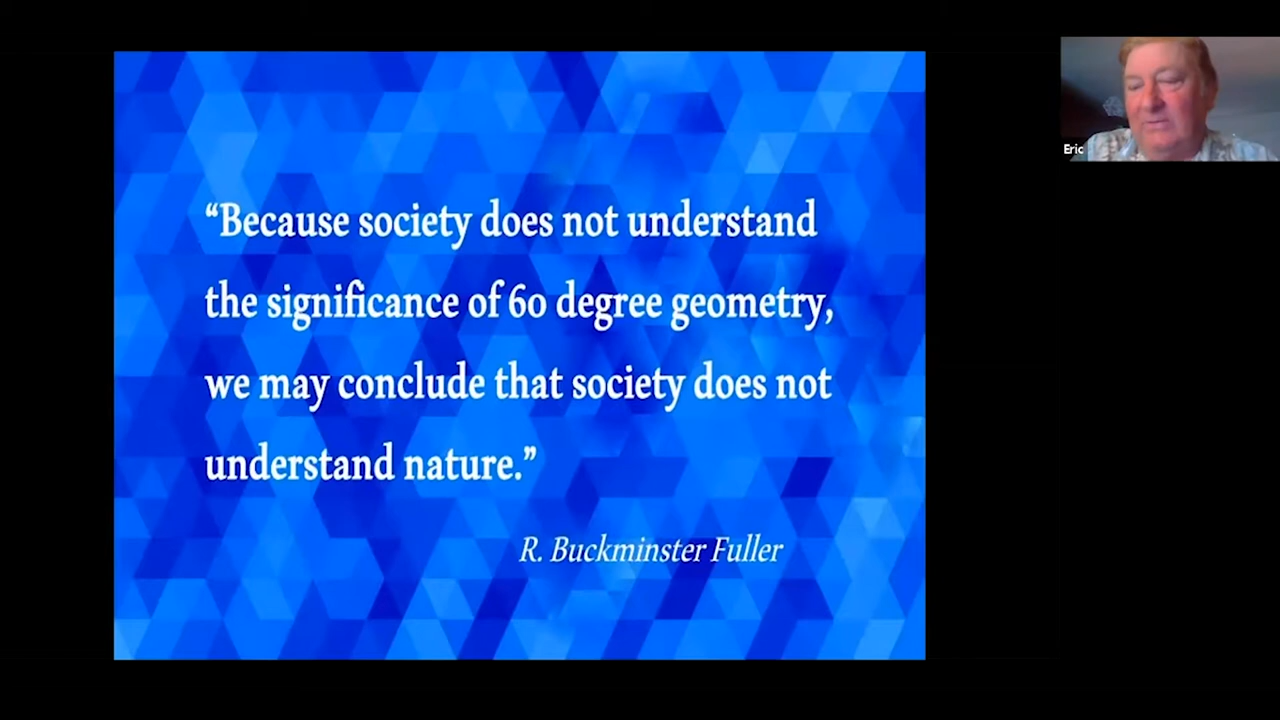 “Because society does not understand
the significance of 60 degree geometry,
we may conclude that society does not
understand nature.”
R. Buckminster Fuller
Eric